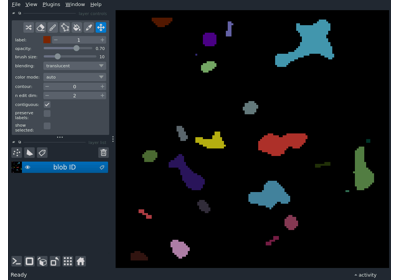 File View Plugins Window Help
label: 1
opacity: 0.70
brush size: 10
blending: translucent
color mode: auto
contour: 0
n edit dim: 2
contiguous: ✓
preserve
labels:
show
selected:
blob ID
Ready
activity